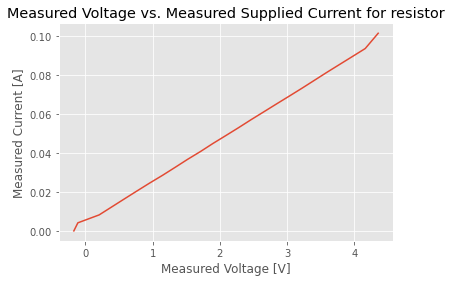 Measured Voltage vs. Measured Supplied Current for resistor
0.10
0.08
0.06
0.04
0.02
0.00
Measured Current [A]
0 1 2 3 4
Measured Voltage [V]